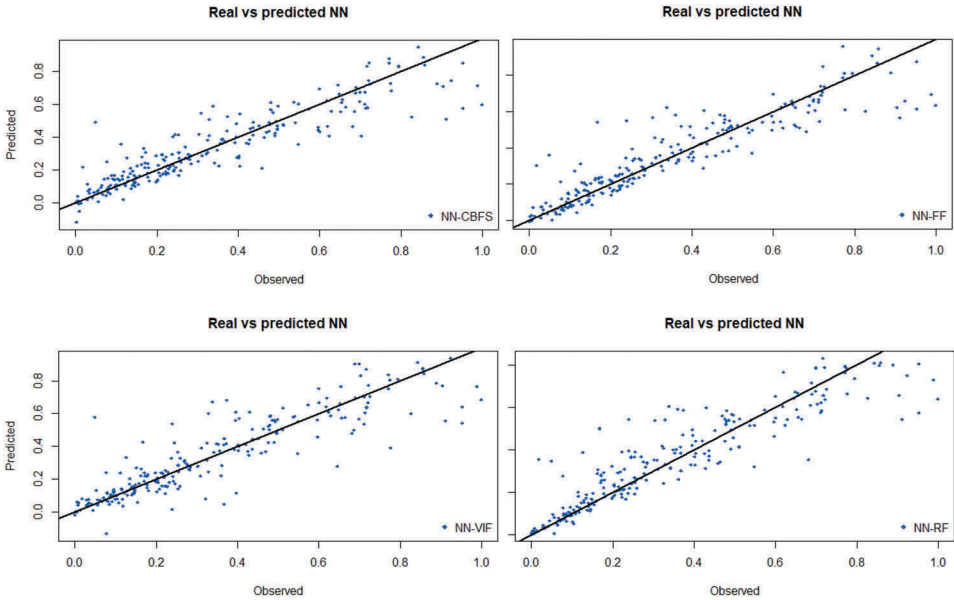 Real vs predicted NN
Predicted
0.8
0.6
0.4
0.2
0.0
NN-CBFS
0.0 0.2 0.4 0.6 0.8 1.0
Observed
Real vs predicted NN
NN-FF
0.0 0.2 0.4 0.6 0.8 1.0
Observed
Real vs predicted NN
Predicted
0.8
0.6
0.4
0.2
0.0
NN-VIF
0.0 0.2 0.4 0.6 0.8 1.0
Observed
Real vs predicted NN
NN-RF
0.0 0.2 0.4 0.6 0.8 1.0
Observed